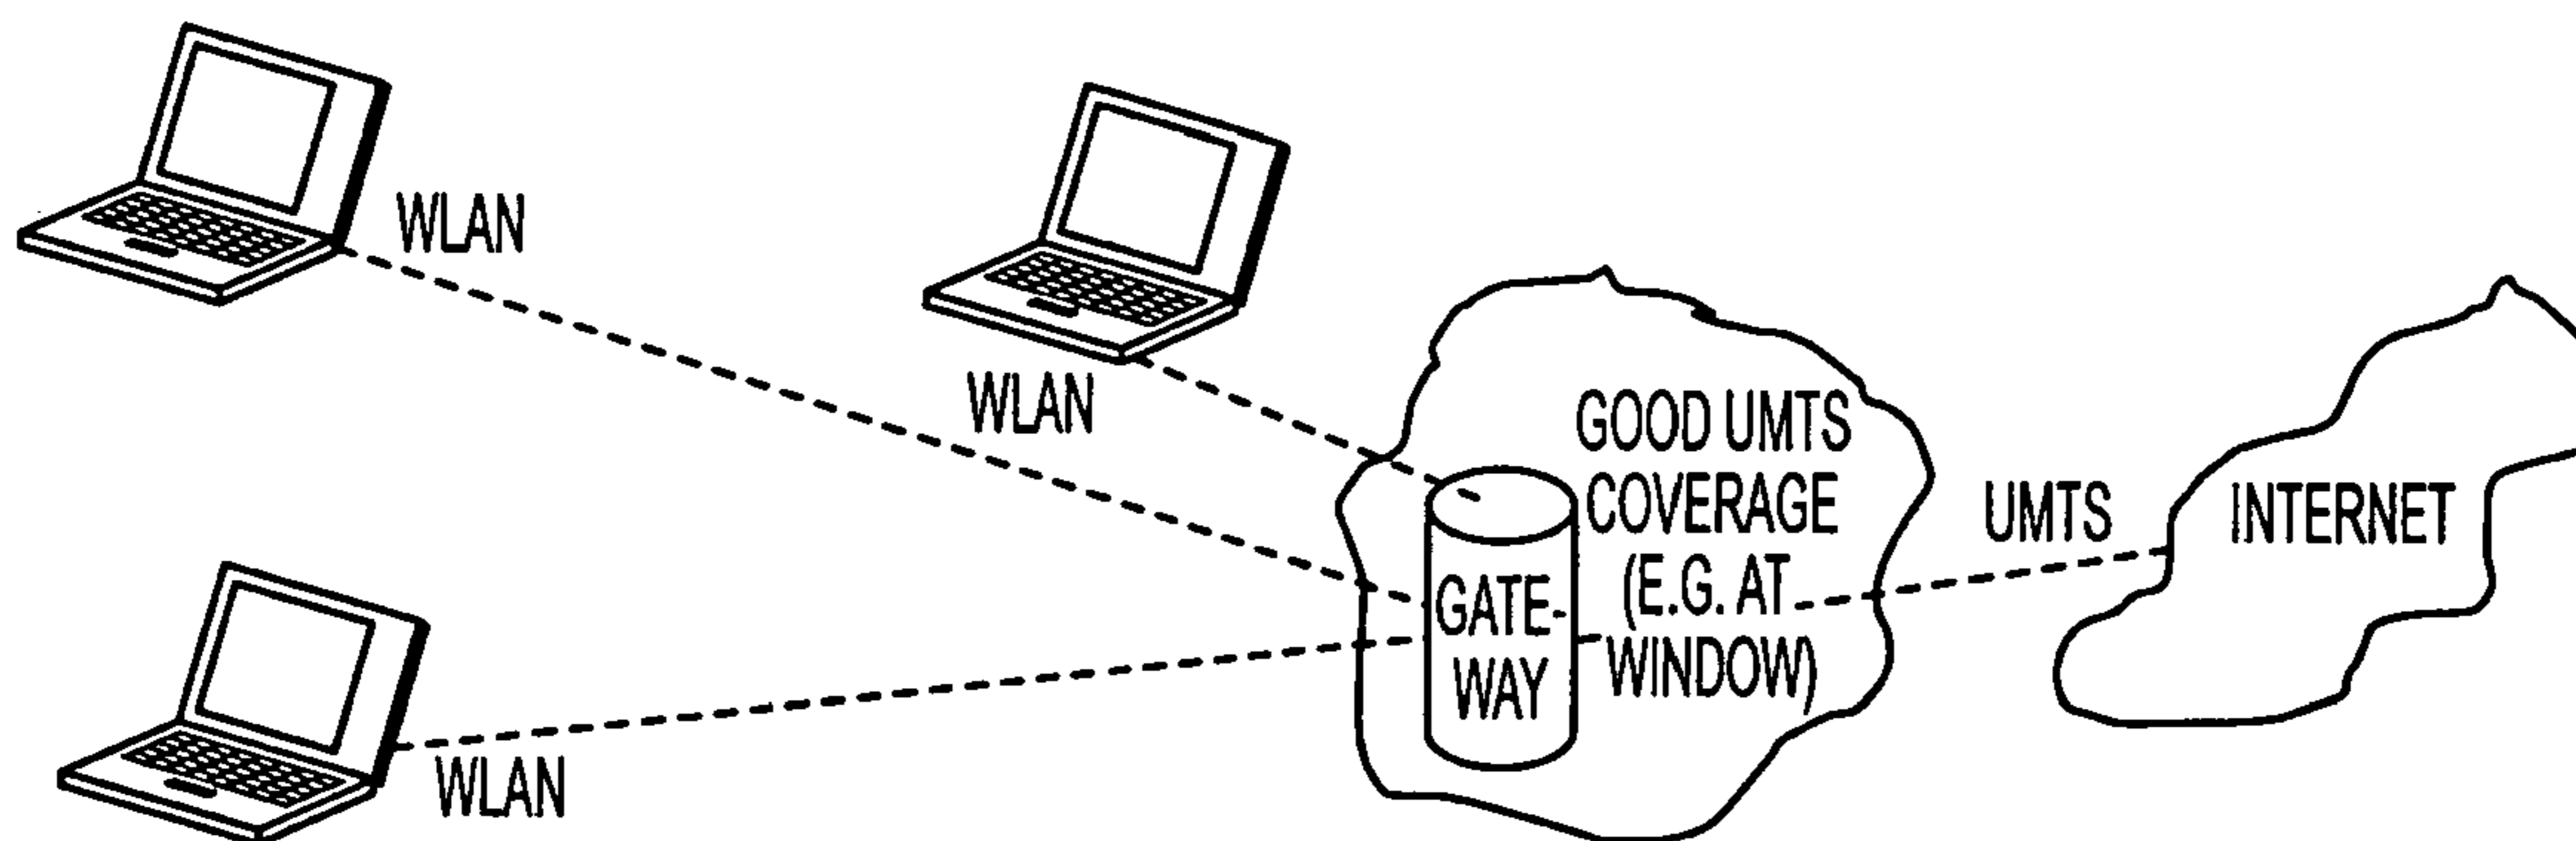 WLAN
WLAN
WLAN
GATE-
WAY
GOOD UMTS
COVERAGE
(E.G. AT
WINDOW)
UMTS
INTERNET